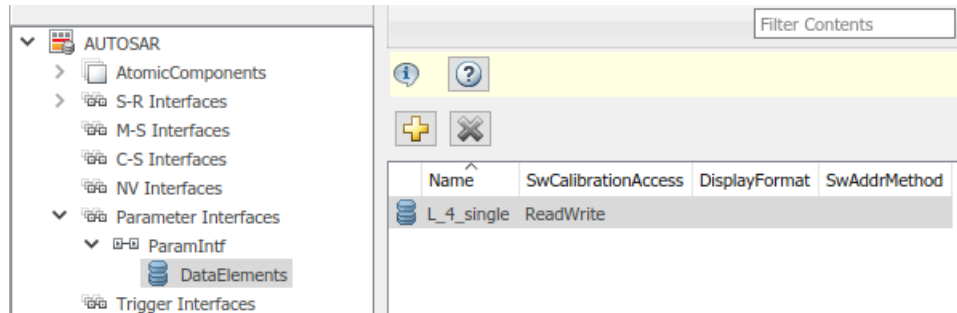 Filter Contents
AUTOSAR
AtomicComponents
S-R Interfaces
M-S Interfaces
C-S Interfaces
NV Interfaces
Parameter Interfaces
ParamIntf
DataElements
Trigger Interfaces
Name SwCalibrationAccess DisplayFormat SwAddrMethod
L_4_single ReadWrite